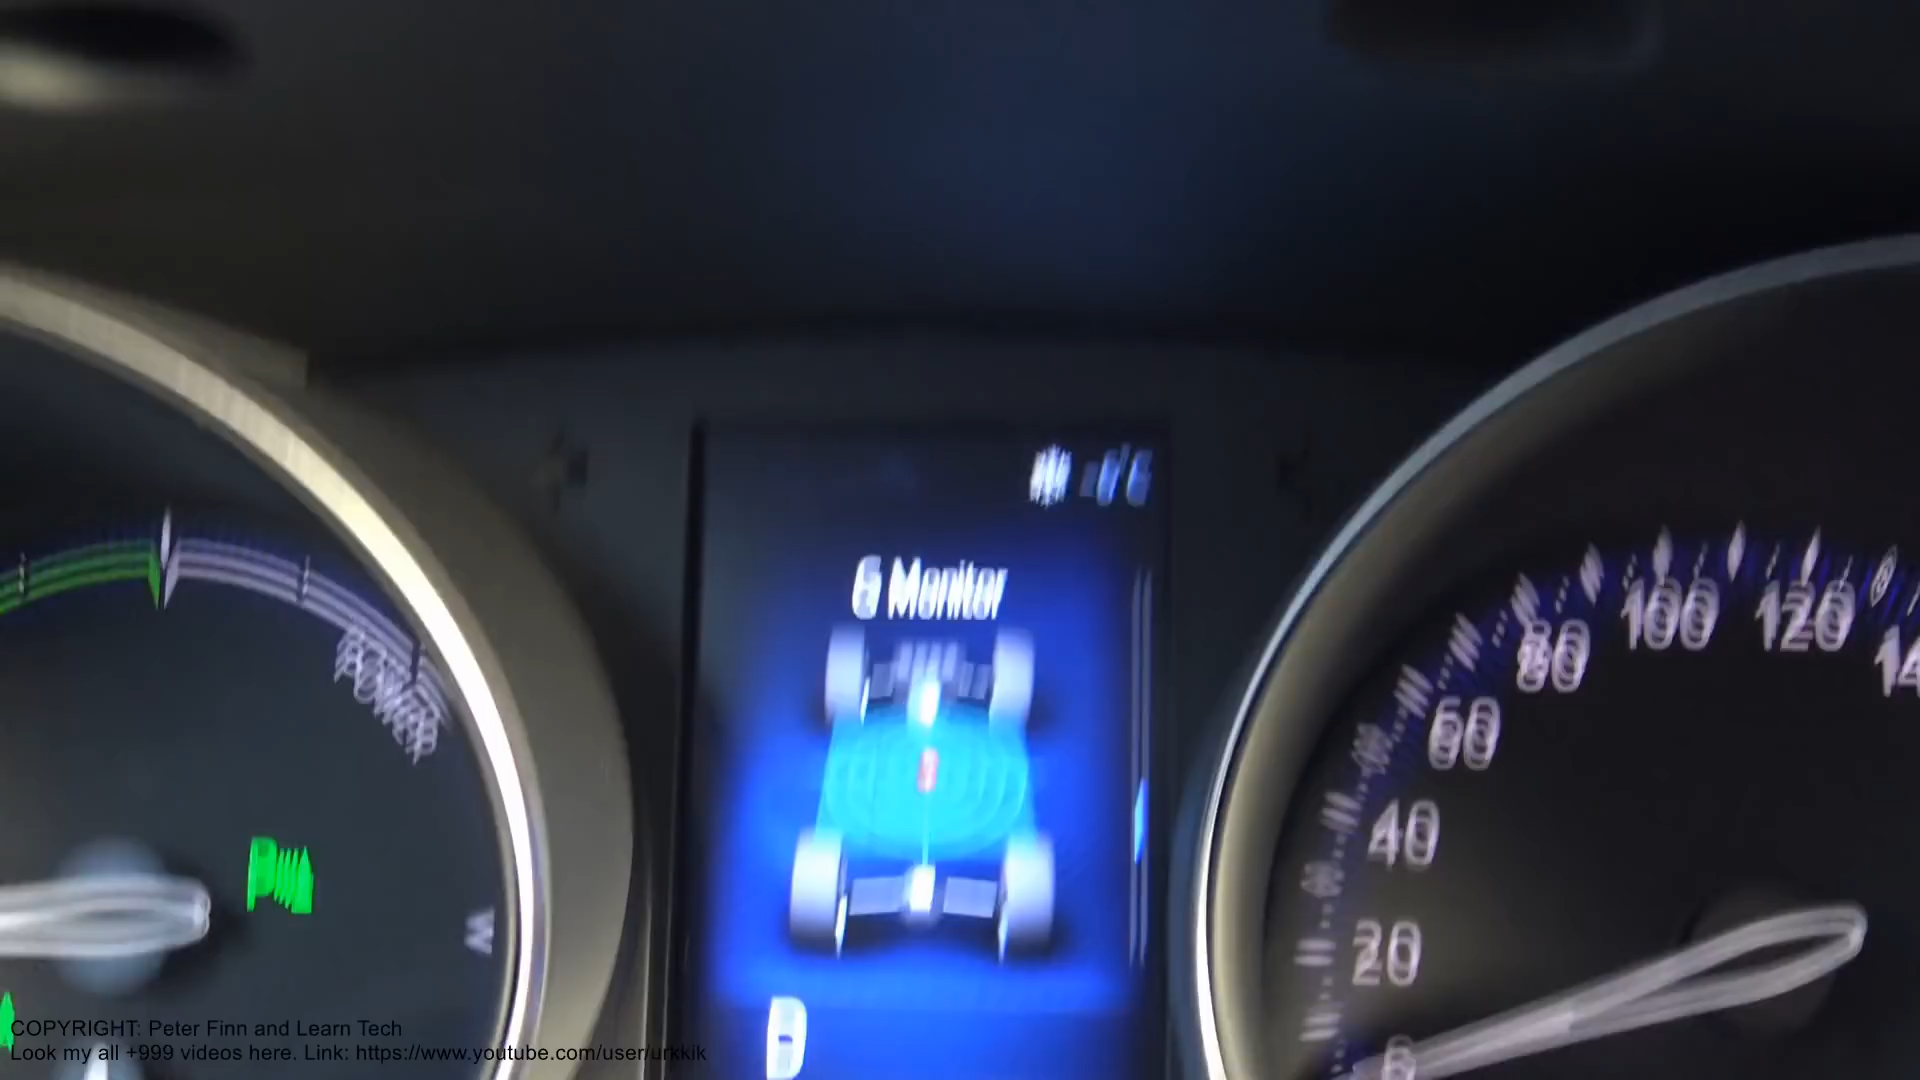 G Monitor
POWER
P
80
100
120
60
40
20
D
COPYRIGHT: Peter Finn and Learn Tech
Look my all +999 videos here. Link: https://www.youtube.com/user/urkkik